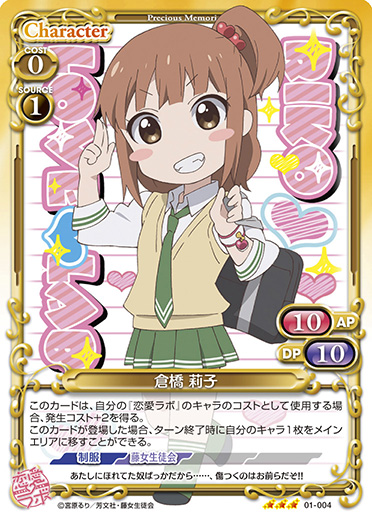 Precious Memori
Character
COST
0
SOURCE
1
LOVE LAB
RIKO
10 AP
DP 10
倉橋 莉子
このカードは、自分の『恋愛ラボ』のキャラのコストとして使用する場
合、発生コスト+2を得る。
このカードが登場した場合、ターン終了時に自分のキャラ1枚をメイン
エリアに移すことができる。
制服 藤女生徒会
あたしにほれてた奴ばっかだから……、傷つくのはお前らだぞ!!
恋愛ラボ
©宮原るり/芳文社・藤女生徒会
01-004